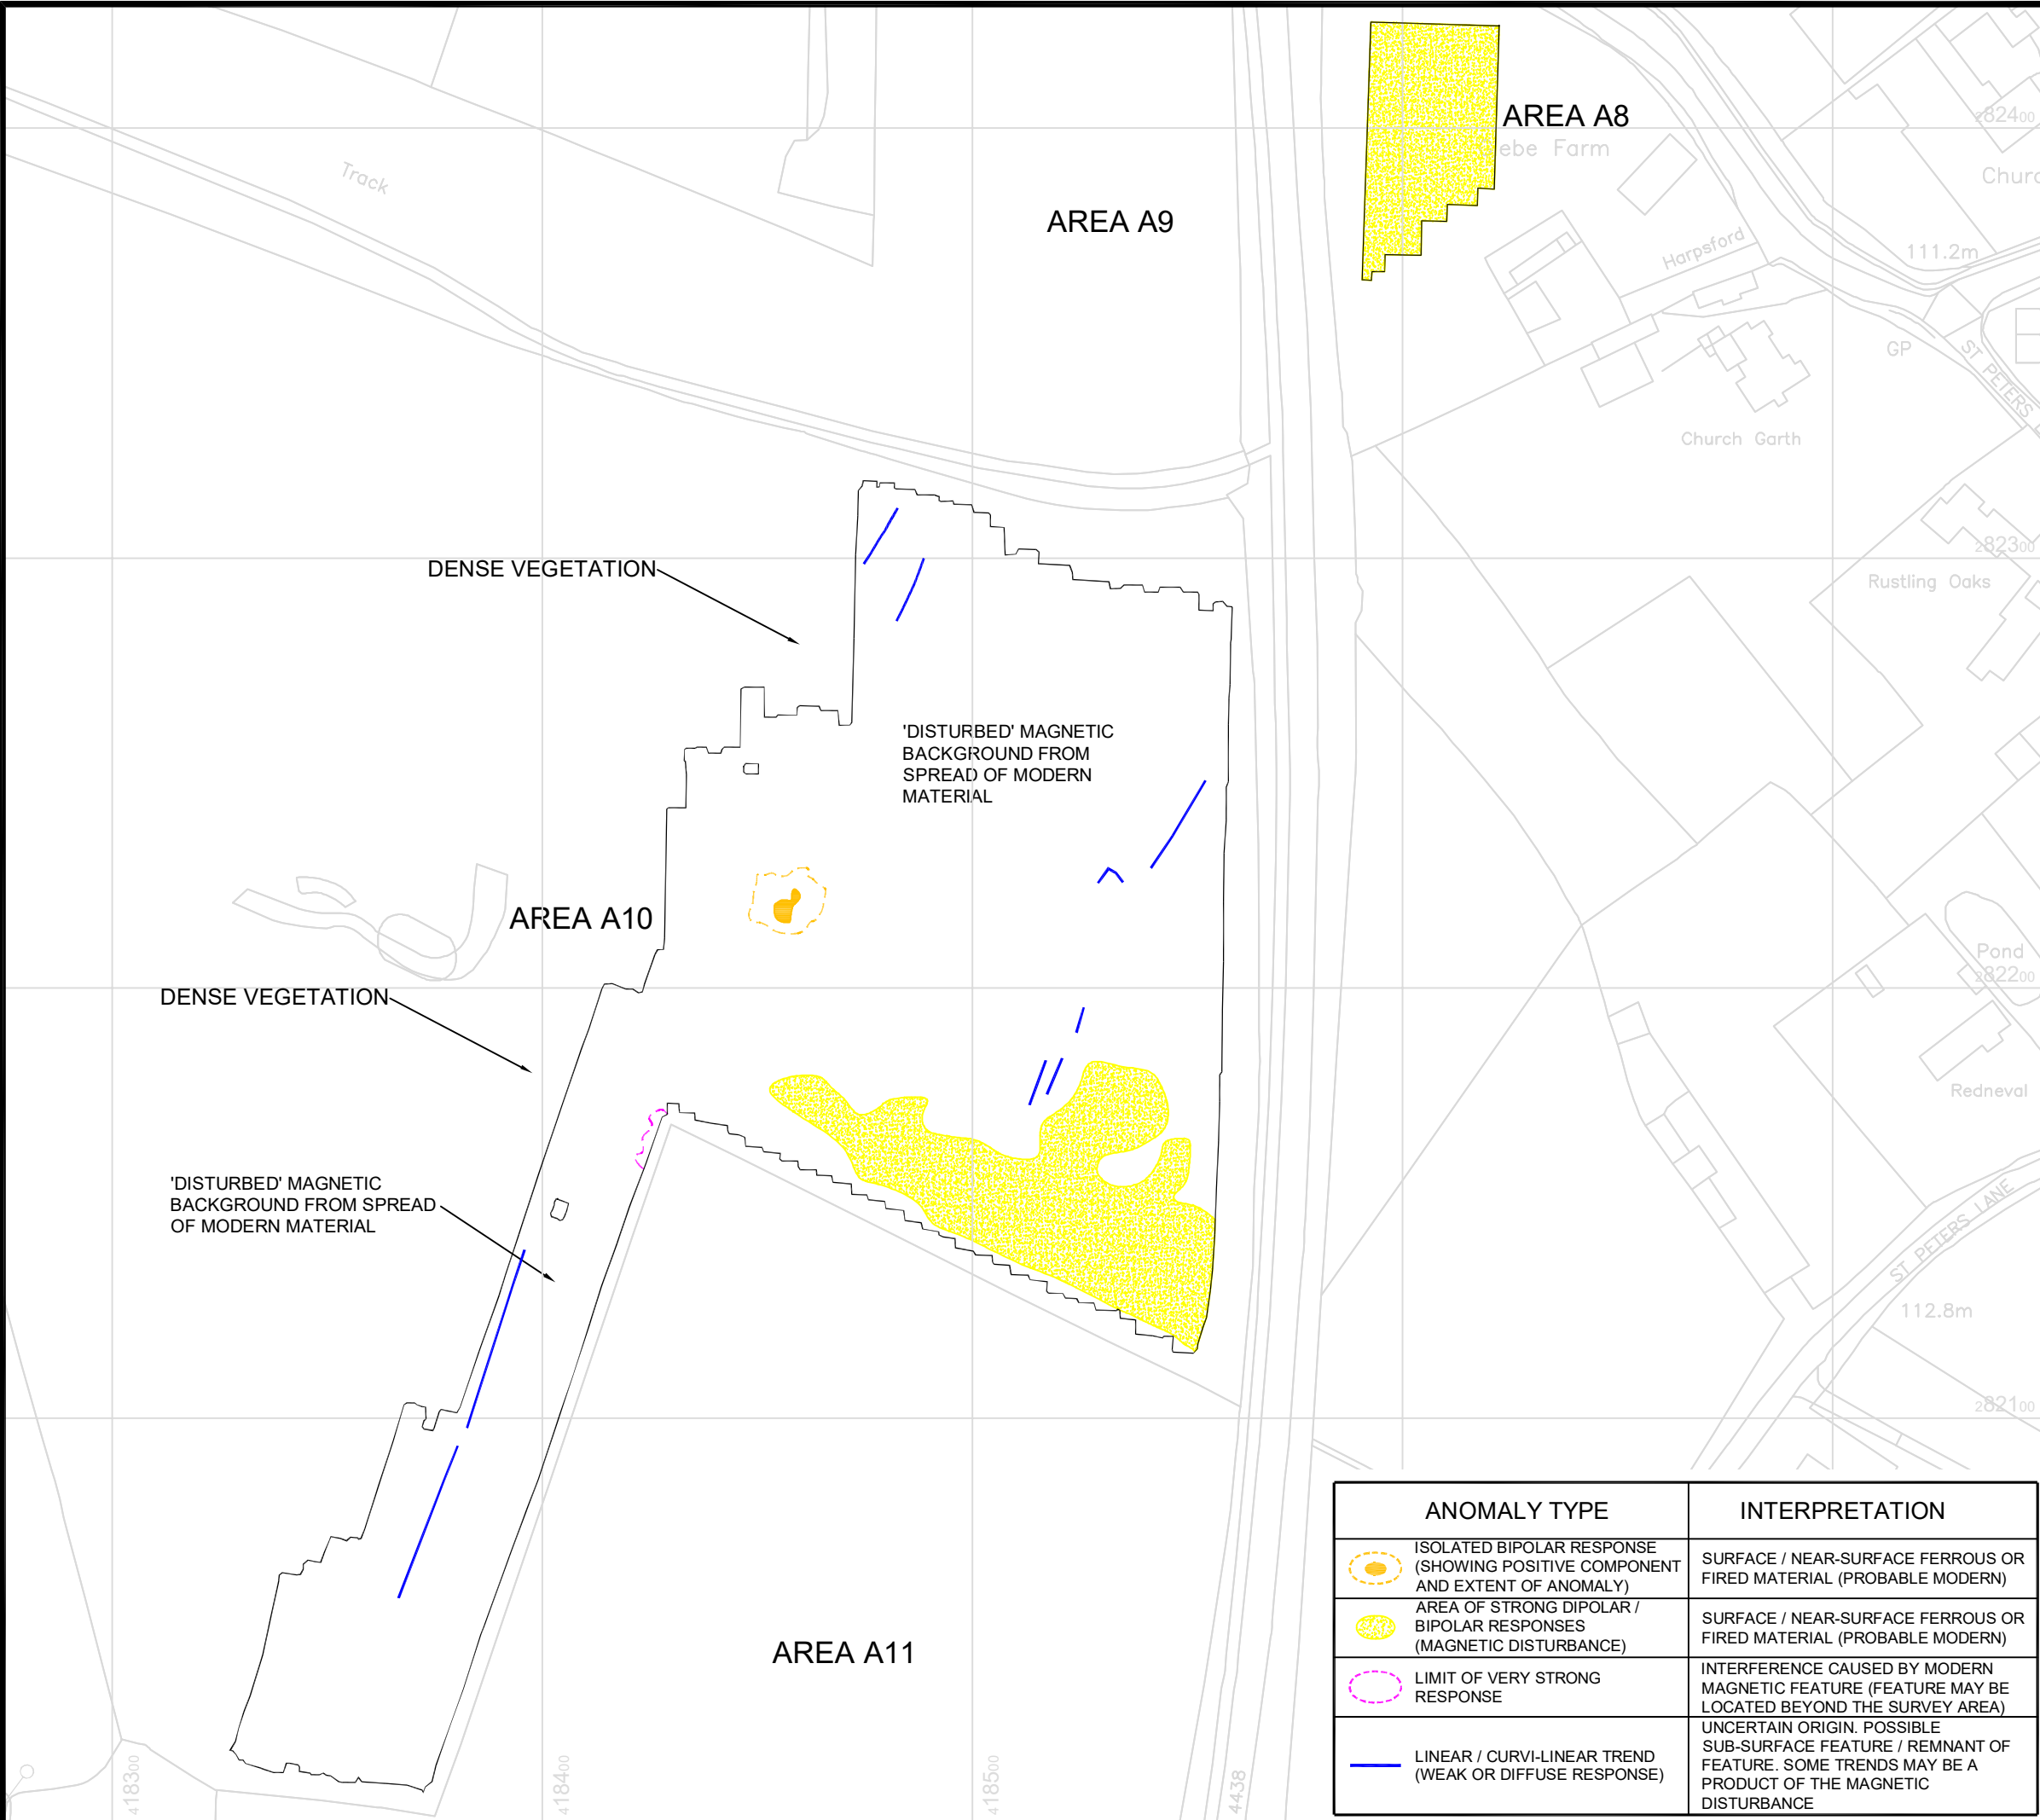 AREA A8
282400
ebe Farm
Track
Churc
AREA A9
Harpsford
111.2m
GP
ST PETERS
Church Garth
282300
DENSE VEGETATION
Rustling Oaks
'DISTURBED' MAGNETIC
BACKGROUND FROM
SPREAD OF MODERN
MATERIAL
AREA A10
Pond
282200
DENSE VEGETATION
Redneval
'DISTURBED' MAGNETIC
BACKGROUND FROM SPREAD
OF MODERN MATERIAL
ST PETERS LANE
112.8m
282100
AREA A11
418300
418400
418500
4438
ANOMALY TYPE
INTERPRETATION
ISOLATED BIPOLAR RESPONSE
(SHOWING POSITIVE COMPONENT
AND EXTENT OF ANOMALY)
SURFACE / NEAR-SURFACE FERROUS OR
FIRED MATERIAL (PROBABLE MODERN)
AREA OF STRONG DIPOLAR /
BIPOLAR RESPONSES
(MAGNETIC DISTURBANCE)
SURFACE / NEAR-SURFACE FERROUS OR
FIRED MATERIAL (PROBABLE MODERN)
LIMIT OF VERY STRONG
RESPONSE
INTERFERENCE CAUSED BY MODERN
MAGNETIC FEATURE (FEATURE MAY BE
LOCATED BEYOND THE SURVEY AREA)
LINEAR / CURVI-LINEAR TREND
(WEAK OR DIFFUSE RESPONSE)
UNCERTAIN ORIGIN. POSSIBLE
SUB-SURFACE FEATURE / REMNANT OF
FEATURE. SOME TRENDS MAY BE A
PRODUCT OF THE MAGNETIC
DISTURBANCE